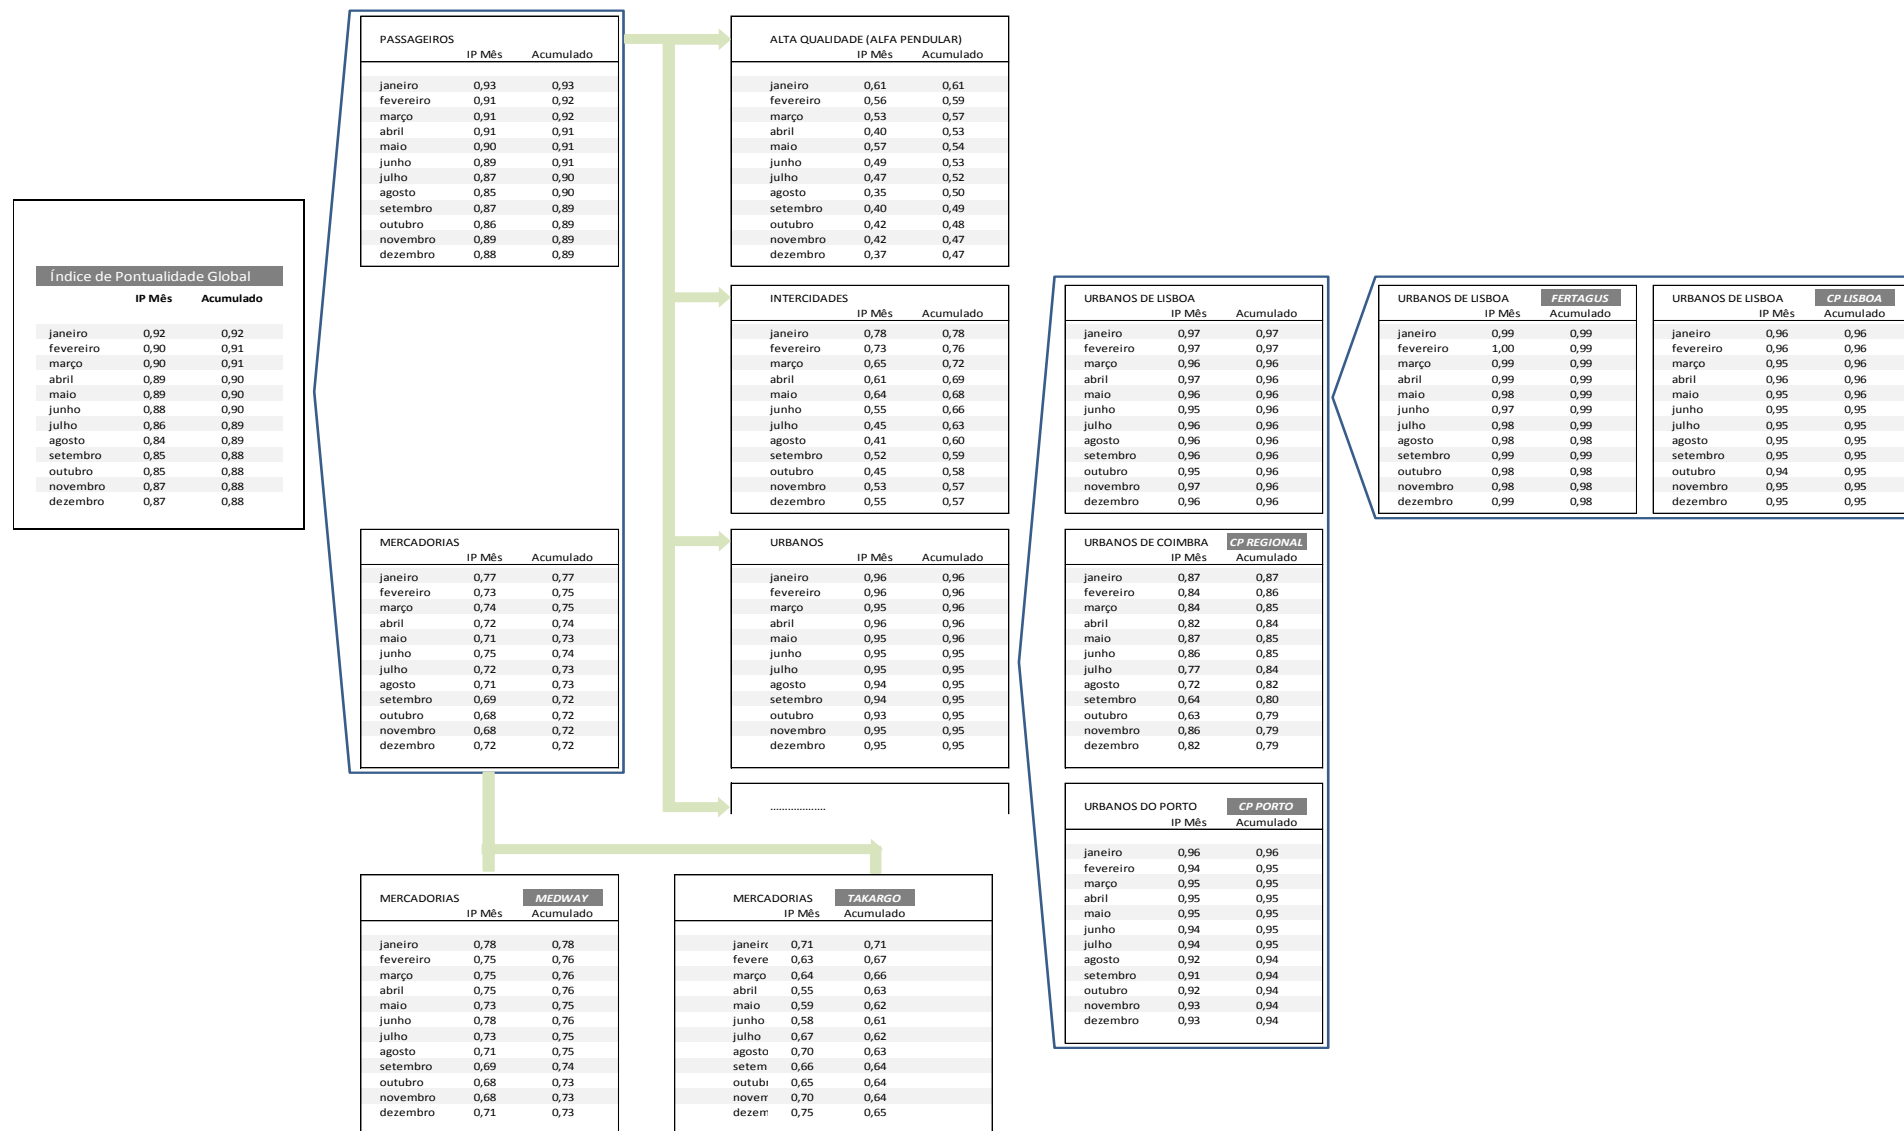 PASSAGEIROS
IP Mês Acumulado
janeiro 0,93 0,93
fevereiro 0,91 0,92
março 0,91 0,92
abril 0,91 0,91
maio 0,90 0,91
junho 0,89 0,91
julho 0,87 0,90
agosto 0,85 0,90
setembro 0,87 0,89
outubro 0,86 0,89
novembro 0,89 0,89
dezembro 0,88 0,89
ALTA QUALIDADE (ALFA PENDULAR)
IP Mês Acumulado
janeiro 0,61 0,61
fevereiro 0,56 0,59
março 0,53 0,57
abril 0,40 0,53
maio 0,57 0,54
junho 0,49 0,53
julho 0,47 0,52
agosto 0,35 0,50
setembro 0,40 0,49
outubro 0,42 0,48
novembro 0,42 0,47
dezembro 0,37 0,47
Índice de Pontualidade Global
IP Mês Acumulado
janeiro 0,92 0,92
fevereiro 0,90 0,91
março 0,90 0,91
abril 0,89 0,90
maio 0,89 0,90
junho 0,88 0,90
julho 0,86 0,89
agosto 0,84 0,89
setembro 0,85 0,88
outubro 0,85 0,88
novembro 0,87 0,88
dezembro 0,87 0,88
INTERCIDADES
IP Mês Acumulado
janeiro 0,78 0,78
fevereiro 0,73 0,76
março 0,65 0,72
abril 0,61 0,69
maio 0,64 0,68
junho 0,55 0,66
julho 0,45 0,63
agosto 0,41 0,60
setembro 0,52 0,59
outubro 0,45 0,58
novembro 0,53 0,57
dezembro 0,55 0,57
URBANOS DE LISBOA
IP Mês Acumulado
janeiro 0,97 0,97
fevereiro 0,97 0,97
março 0,96 0,96
abril 0,97 0,96
maio 0,96 0,96
junho 0,95 0,96
julho 0,96 0,96
agosto 0,96 0,96
setembro 0,96 0,96
outubro 0,95 0,96
novembro 0,97 0,96
dezembro 0,96 0,96
URBANOS DE LISBOA FERTAGUS
IP Mês Acumulado
janeiro 0,99 0,99
fevereiro 1,00 0,99
março 0,99 0,99
abril 0,99 0,99
maio 0,98 0,99
junho 0,97 0,99
julho 0,98 0,99
agosto 0,98 0,98
setembro 0,99 0,99
outubro 0,98 0,98
novembro 0,98 0,98
dezembro 0,99 0,98
URBANOS DE LISBOA CP LISBOA
IP Mês Acumulado
janeiro 0,96 0,96
fevereiro 0,96 0,96
março 0,95 0,96
abril 0,96 0,96
maio 0,95 0,96
junho 0,95 0,95
julho 0,95 0,95
agosto 0,95 0,95
setembro 0,95 0,95
outubro 0,94 0,95
novembro 0,95 0,95
dezembro 0,95 0,95
MERCADORIAS
IP Mês Acumulado
janeiro 0,77 0,77
fevereiro 0,73 0,75
março 0,74 0,75
abril 0,72 0,74
maio 0,71 0,73
junho 0,75 0,74
julho 0,72 0,73
agosto 0,71 0,73
setembro 0,69 0,72
outubro 0,68 0,72
novembro 0,68 0,72
dezembro 0,72 0,72
URBANOS
IP Mês Acumulado
janeiro 0,96 0,96
fevereiro 0,96 0,96
março 0,95 0,96
abril 0,96 0,96
maio 0,95 0,96
junho 0,95 0,95
julho 0,95 0,95
agosto 0,94 0,95
setembro 0,94 0,95
outubro 0,93 0,95
novembro 0,95 0,95
dezembro 0,95 0,95
URBANOS DE COIMBRA CP REGIONAL
IP Mês Acumulado
janeiro 0,87 0,87
fevereiro 0,84 0,86
março 0,84 0,85
abril 0,82 0,84
maio 0,87 0,85
junho 0,86 0,85
julho 0,77 0,84
agosto 0,72 0,82
setembro 0,64 0,80
outubro 0,63 0,79
novembro 0,86 0,79
dezembro 0,82 0,79
...................
URBANOS DO PORTO CP PORTO
IP Mês Acumulado
janeiro 0,96 0,96
fevereiro 0,94 0,95
março 0,95 0,95
abril 0,95 0,95
maio 0,95 0,95
junho 0,94 0,95
julho 0,94 0,95
agosto 0,92 0,94
setembro 0,91 0,94
outubro 0,92 0,94
novembro 0,93 0,94
dezembro 0,93 0,94
MERCADORIAS MEDWAY
IP Mês Acumulado
janeiro 0,78 0,78
fevereiro 0,75 0,76
março 0,75 0,76
abril 0,75 0,76
maio 0,73 0,75
junho 0,78 0,76
julho 0,73 0,75
agosto 0,71 0,75
setembro 0,69 0,74
outubro 0,68 0,73
novembro 0,68 0,73
dezembro 0,71 0,73
MERCADORIAS TAKARGO
IP Mês Acumulado
janeirc 0,71 0,71
fevere 0,63 0,67
março 0,64 0,66
abril 0,55 0,63
maio 0,59 0,62
junho 0,58 0,61
julho 0,67 0,62
agosto 0,70 0,63
setem 0,66 0,64
outubr 0,65 0,64
novem 0,70 0,64
dezem 0,75 0,65